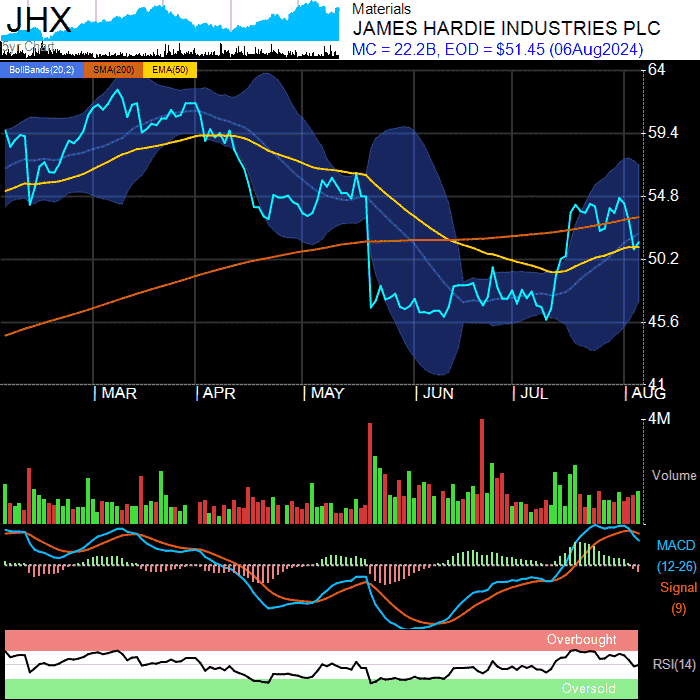 JHX
Materials
JAMES HARDIE INDUSTRIES PLC
MC = 22.2B, EOD = $51.45 (06Aug2024)
BollBands(20,2) SMA(200) EMA(50)
64
59.4
54.8
50.2
45.6
41
MAR APR MAY JUN JUL AUG
4M
Volume
MACD
(12-26)
Signal
(9)
Overbought
RSI(14)
Oversold